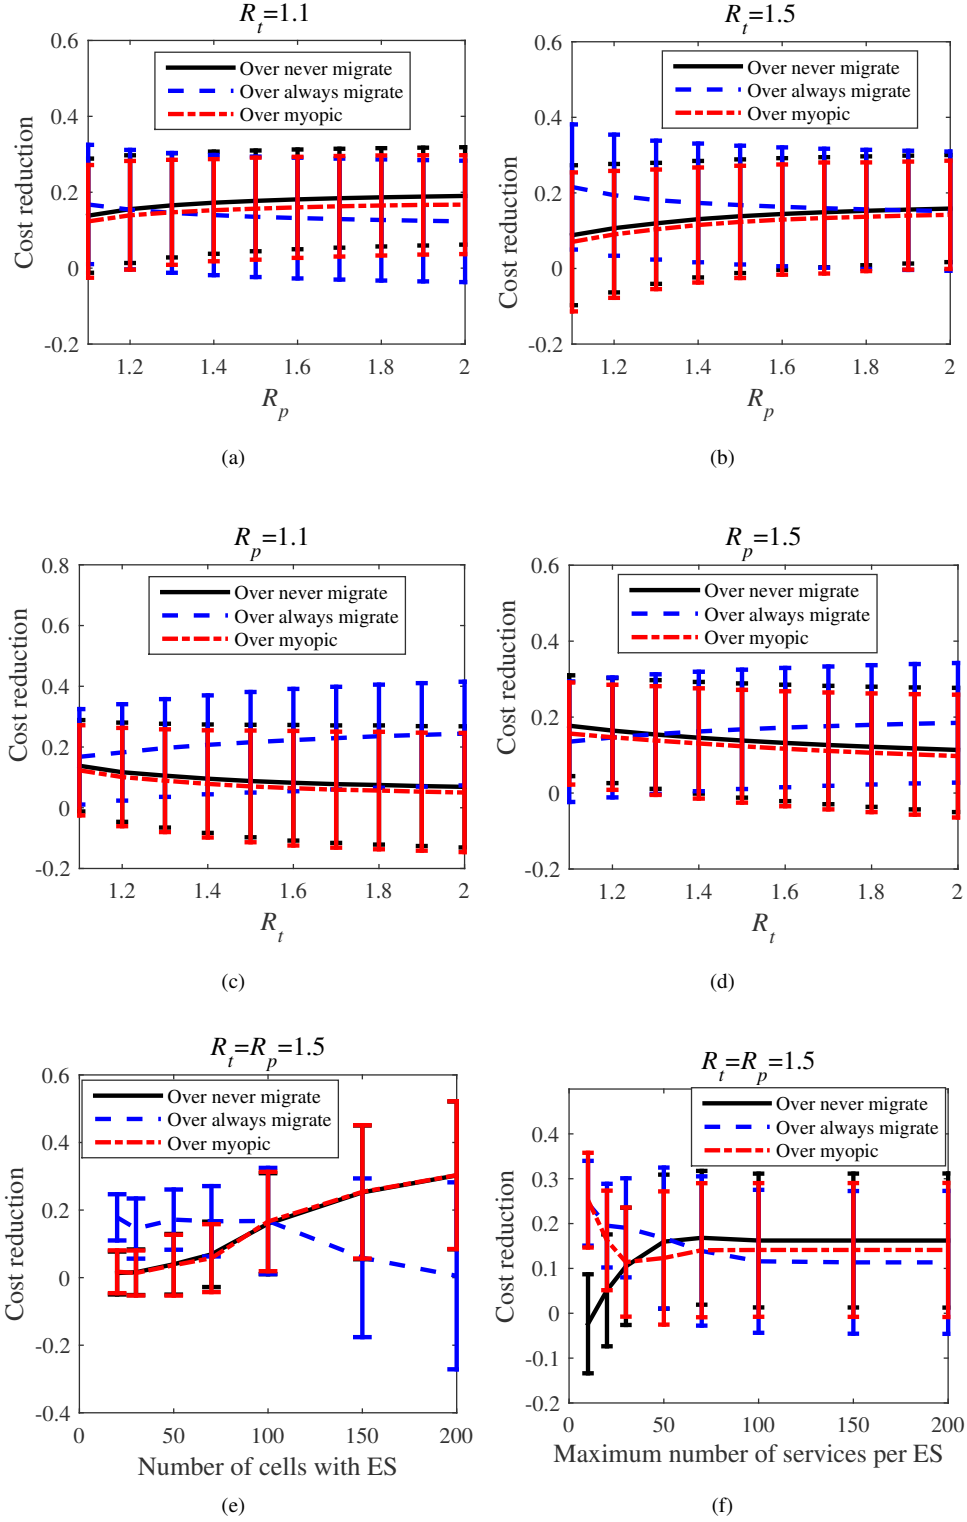 R_t=1.1
0.6
0.4
0.2
0
-0.2
Cost reduction
Over never migrate
Over always migrate
Over myopic
1.2 1.4 1.6 1.8 2
R_p
(a)
R_t=1.5
0.6
0.4
0.2
0
-0.2
Cost reduction
Over never migrate
Over always migrate
Over myopic
1.2 1.4 1.6 1.8 2
R_p
(b)
R_p=1.1
0.8
0.6
0.4
0.2
0
-0.2
Cost reduction
Over never migrate
Over always migrate
Over myopic
1.2 1.4 1.6 1.8 2
R_t
(c)
R_p=1.5
0.6
0.4
0.2
0
-0.2
Cost reduction
Over never migrate
Over always migrate
Over myopic
1.2 1.4 1.6 1.8 2
R_t
(d)
R_t=R_p=1.5
0.6
0.4
0.2
0
-0.2
-0.4
Cost reduction
Over never migrate
Over always migrate
Over myopic
0 50 100 150 200
Number of cells with ES
(e)
R_t=R_p=1.5
0.4
0.3
0.2
0.1
0
-0.1
-0.2
Cost reduction
Over never migrate
Over always migrate
Over myopic
0 50 100 150 200
Maximum number of services per ES
(f)